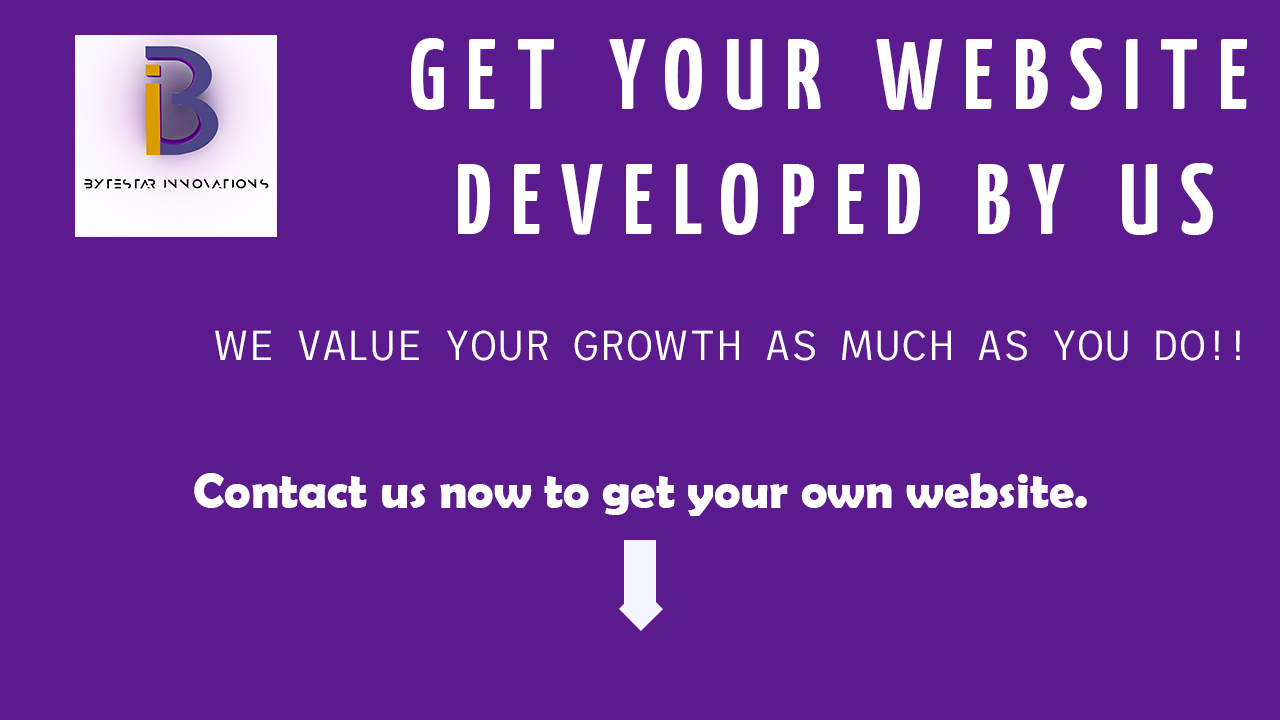 BYTESTAR INNOVATIONS
GET YOUR WEBSITE
DEVELOPED BY US
WE VALUE YOUR GROWTH AS MUCH AS YOU DO!!
Contact us now to get your own website.